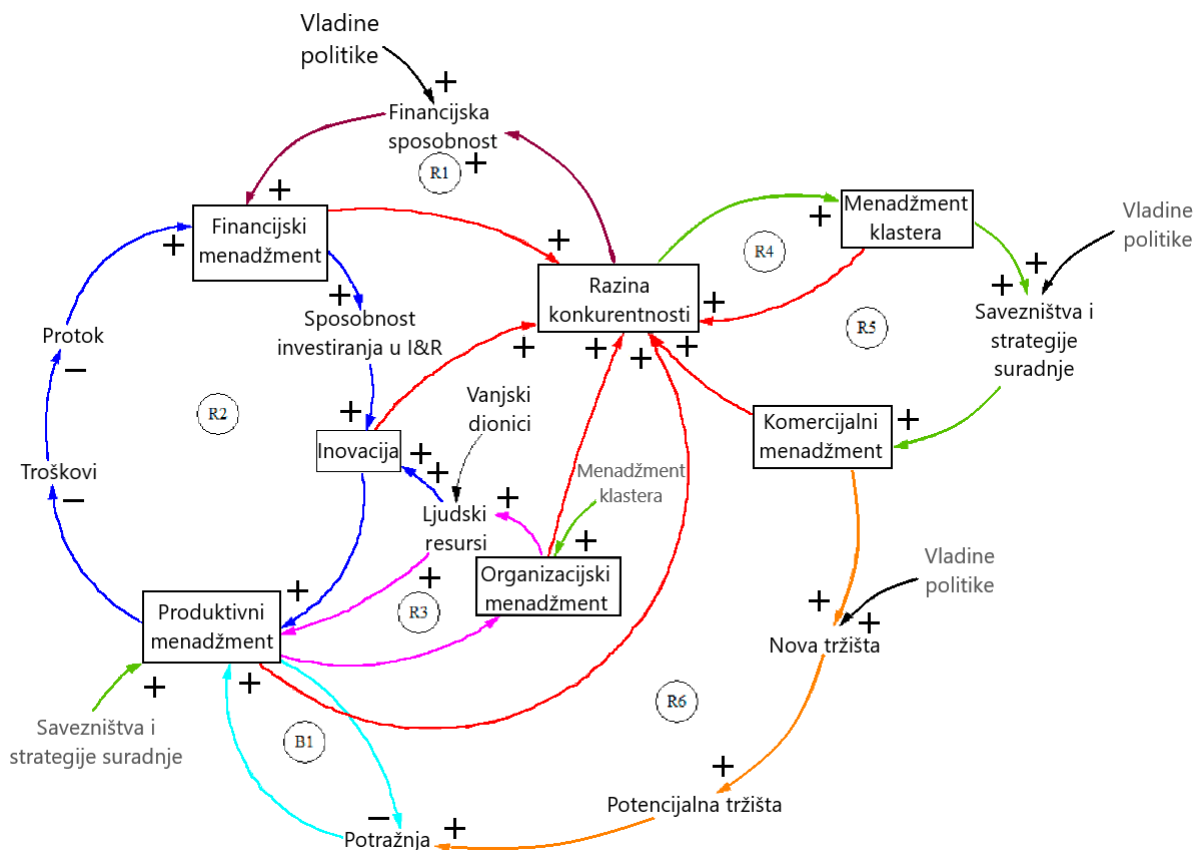 Vladine
politike
+
Financijska
sposobnost
R1
+
+
Financijski
menadžment
+
+
Menadžment
klastera
+
R4
Vladine
politike
+
Razina
konkurentnosti
+
+
+
Savezništva i
strategije
suradnje
R5
+
Sposobnost
investiranja u I&R
Protok
−
+
+
+
+
R2
Vanjski
dionici
+
Inovacija
+
+
Komercijalni
menadžment
+
Troškovi
−
Menadžment
klastera
+
Ljudski
resursi
+
Organizacijski
menadžment
+
R3
Vladine
politike
+
Produktivni
menadžment
+
+
Nova tržišta
+
+
Savezništva i
strategije suradnje
B1
R6
+
Potencijalna tržišta
−
Potražnja
+